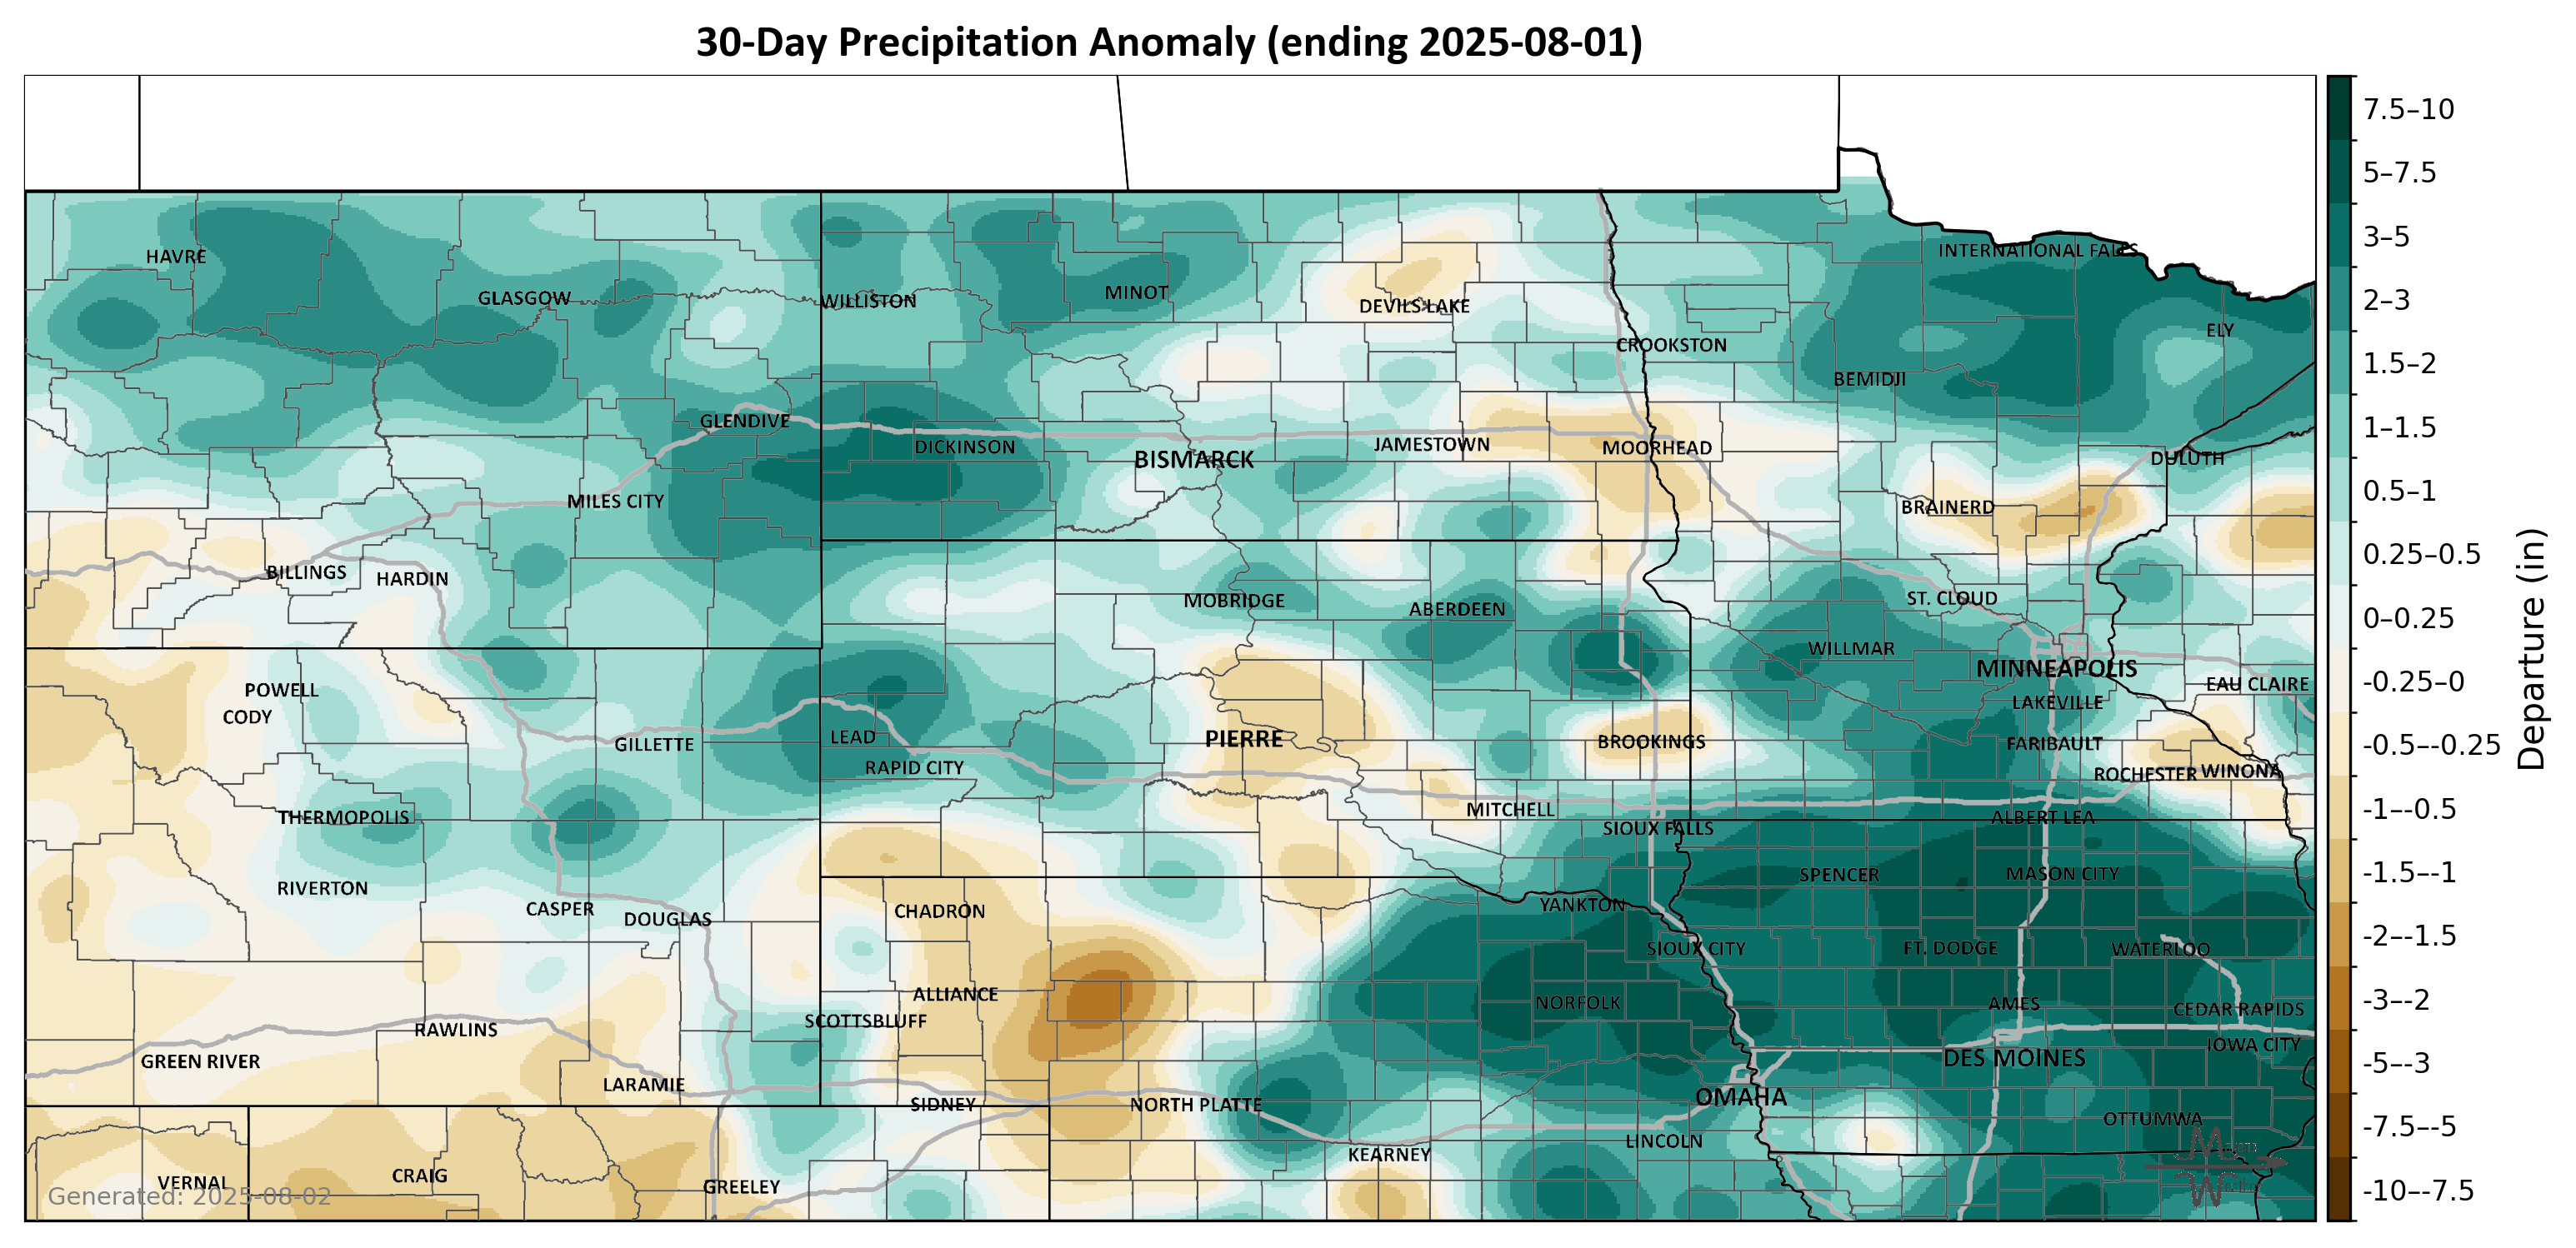 30-Day Precipitation Anomaly (ending 2025-08-01)
7.5–10
5–7.5
3–5
2–3
1.5–2
1–1.5
0.5–1
0.25–0.5
0–0.25
-0.25–0
-0.5–-0.25
-1–-0.5
-1.5–-1
-2–-1.5
-3–-2
-5–-3
-7.5–-5
-10–-7.5
Departure (in)
INTERNATIONAL FALLS
HAVRE
GLASGOW
WILLISTON
MINOT
DEVILS LAKE
ELY
CROOKSTON
BEMIDJI
GLENDIVE
DICKINSON
BISMARCK
JAMESTOWN
MOORHEAD
DULUTH
MILES CITY
BRAINERD
BILLINGS
HARDIN
MOBRIDGE
ABERDEEN
ST. CLOUD
WILLMAR
MINNEAPOLIS
POWELL
EAU CLAIRE
CODY
LAKEVILLE
GILLETTE
LEAD
PIERRE
BROOKINGS
FARIBAULT
RAPID CITY
ROCHESTER
WINONA
THERMOPOLIS
MITCHELL
ALBERT LEA
SIOUX FALLS
RIVERTON
SPENCER
MASON CITY
CASPER
DOUGLAS
CHADRON
YANKTON
SIOUX CITY
FT. DODGE
WATERLOO
ALLIANCE
NORFOLK
AMES
CEDAR RAPIDS
SCOTTSBLUFF
RAWLINS
IOWA CITY
GREEN RIVER
DES MOINES
LARAMIE
SIDNEY
NORTH PLATTE
OMAHA
OTTUMWA
LINCOLN
KEARNEY
CRAIG
VERNAL
GREELEY
Generated: 2025-08-02